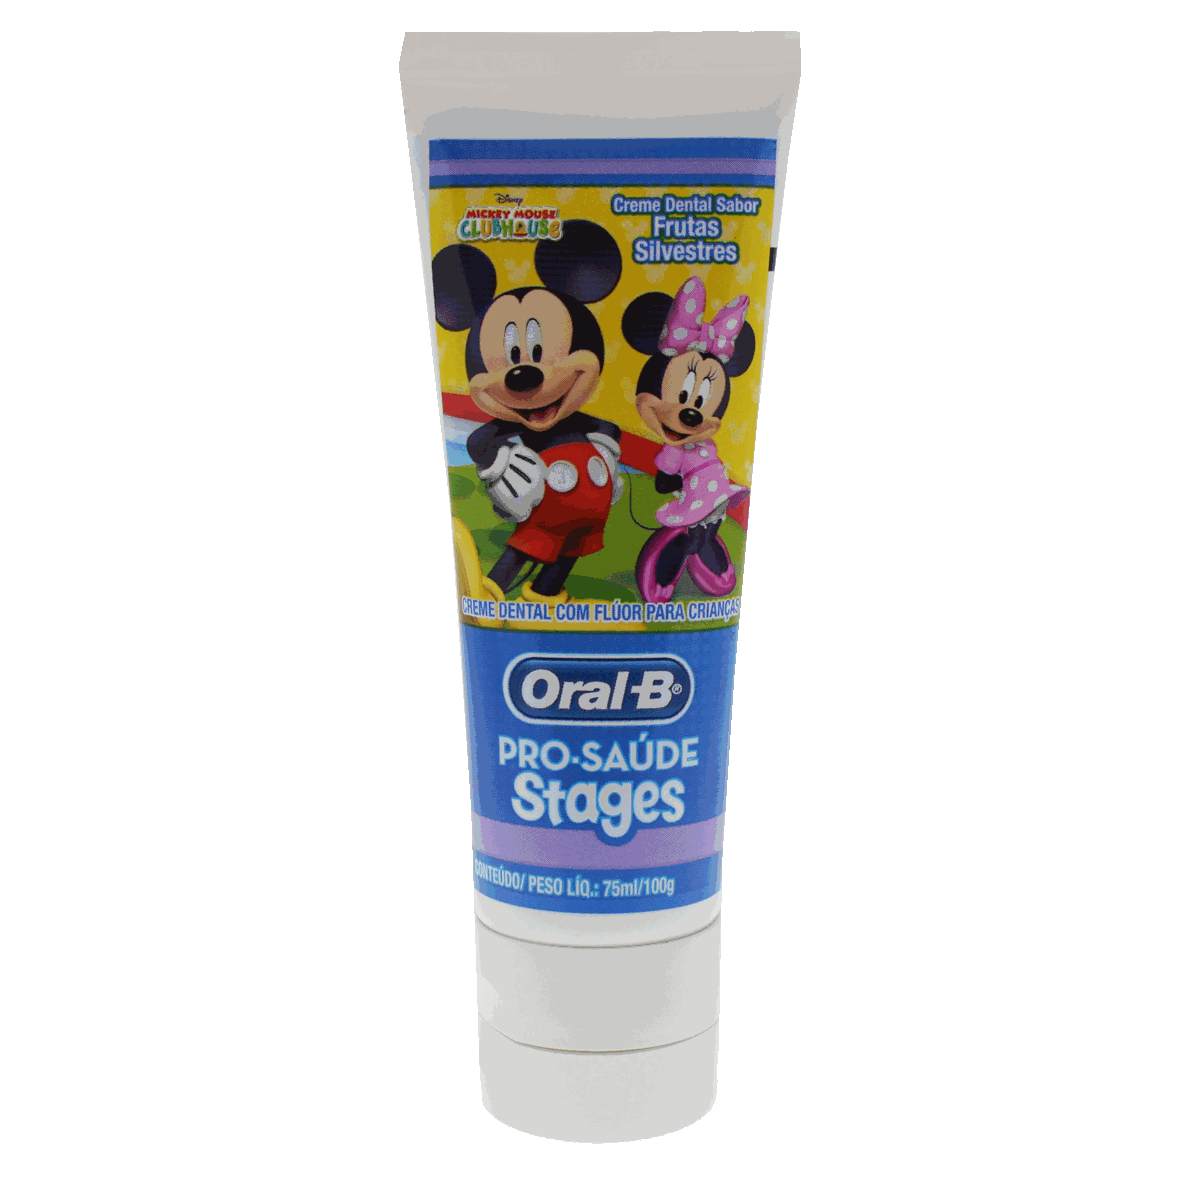 Disney
MICKEY MOUSE
CLUBHOUSE
Creme Dental Sabor
Frutas
Silvestres
CREME DENTAL COM FLÚOR PARA CRIANÇAS
Oral-B®
PRO-SAÚDE
Stages
CONTEÚDO/ PESO LÍQ.: 75ml/100g